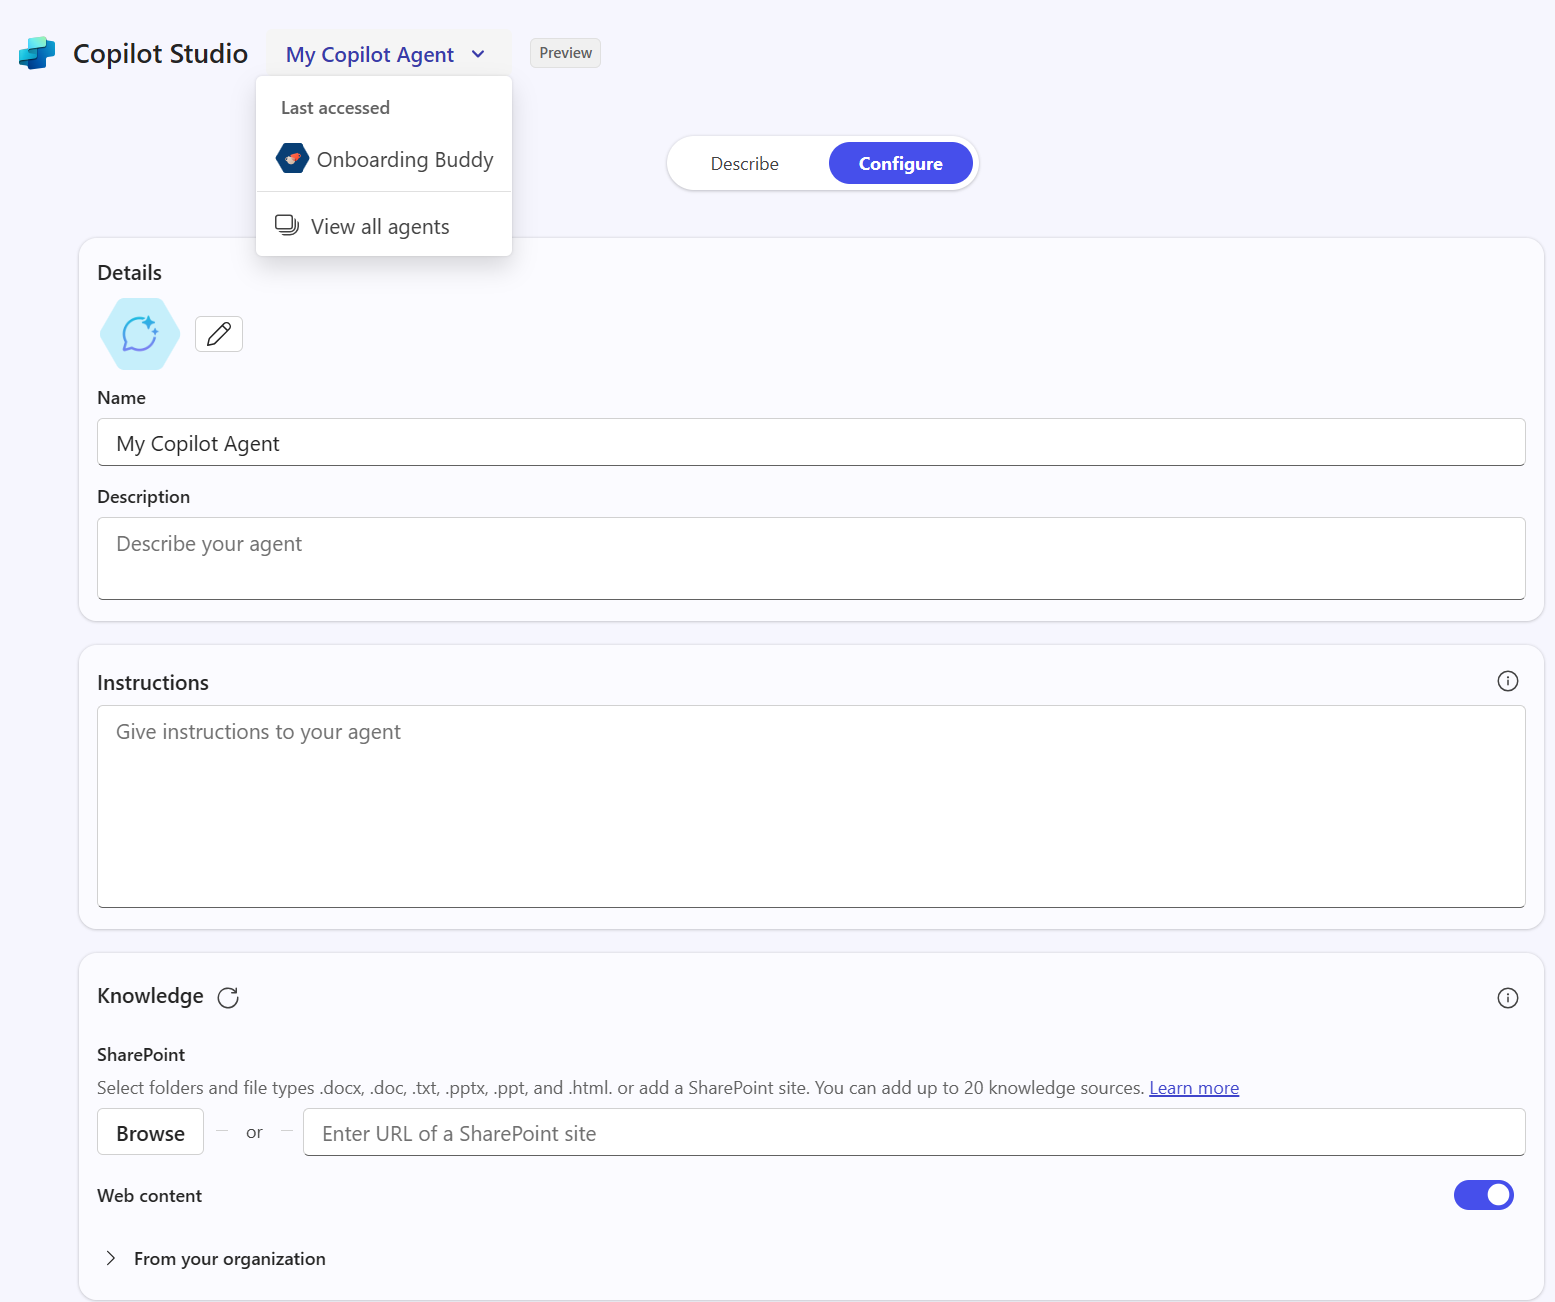 Copilot Studio
My Copilot Agent
Preview
Last accessed
Onboarding Buddy
View all agents
Describe
Configure
Details
Name
My Copilot Agent
Description
Describe your agent
Instructions
Give instructions to your agent
Knowledge
SharePoint
Select folders and file types .docx, .doc, .txt, .pptx, .ppt, and .html. or add a SharePoint site. You can add up to 20 knowledge sources. Learn more
Browse
or
Enter URL of a SharePoint site
Web content
From your organization